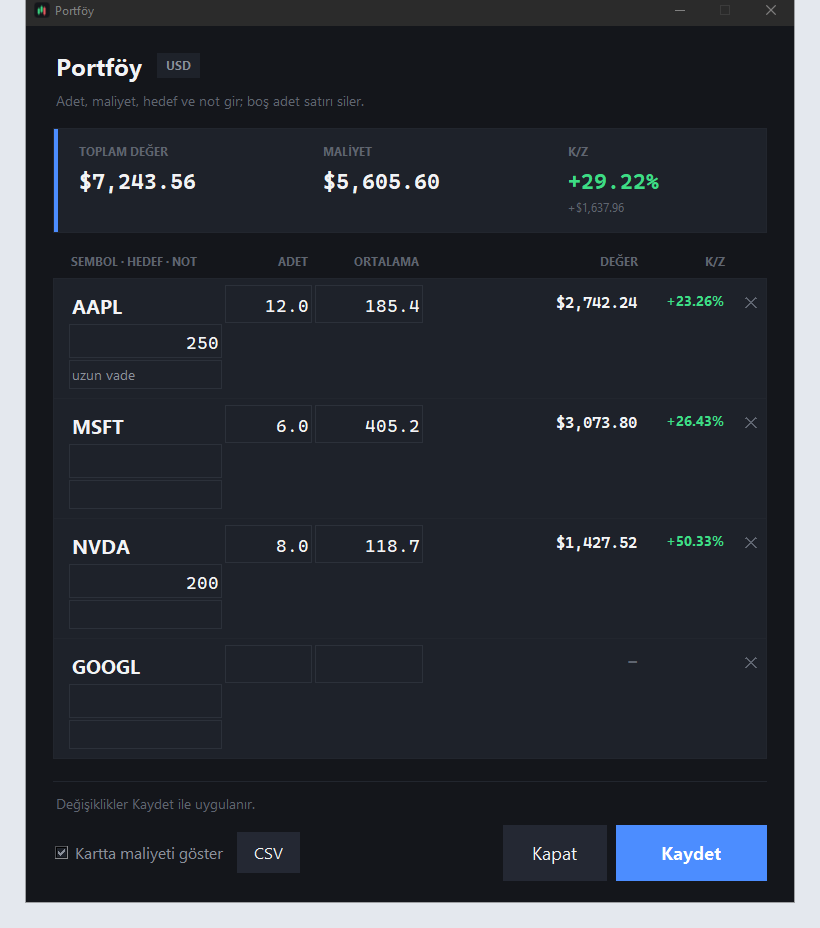 Portföy
Portföy USD
Adet, maliyet, hedef ve not gir; boş adet satırı siler.
TOPLAM DEĞER MALİYET K/Z
$7,243.56 $5,605.60 +29.22%
+$1,637.96
SEMBOL · HEDEF · NOT ADET ORTALAMA DEĞER K/Z
AAPL 12.0 185.4 $2,742.24 +23.26%
250
uzun vade
MSFT 6.0 405.2 $3,073.80 +26.43%
NVDA 8.0 118.7 $1,427.52 +50.33%
200
GOOGL –
Değişiklikler Kaydet ile uygulanır.
Kartta maliyeti göster CSV Kapat Kaydet